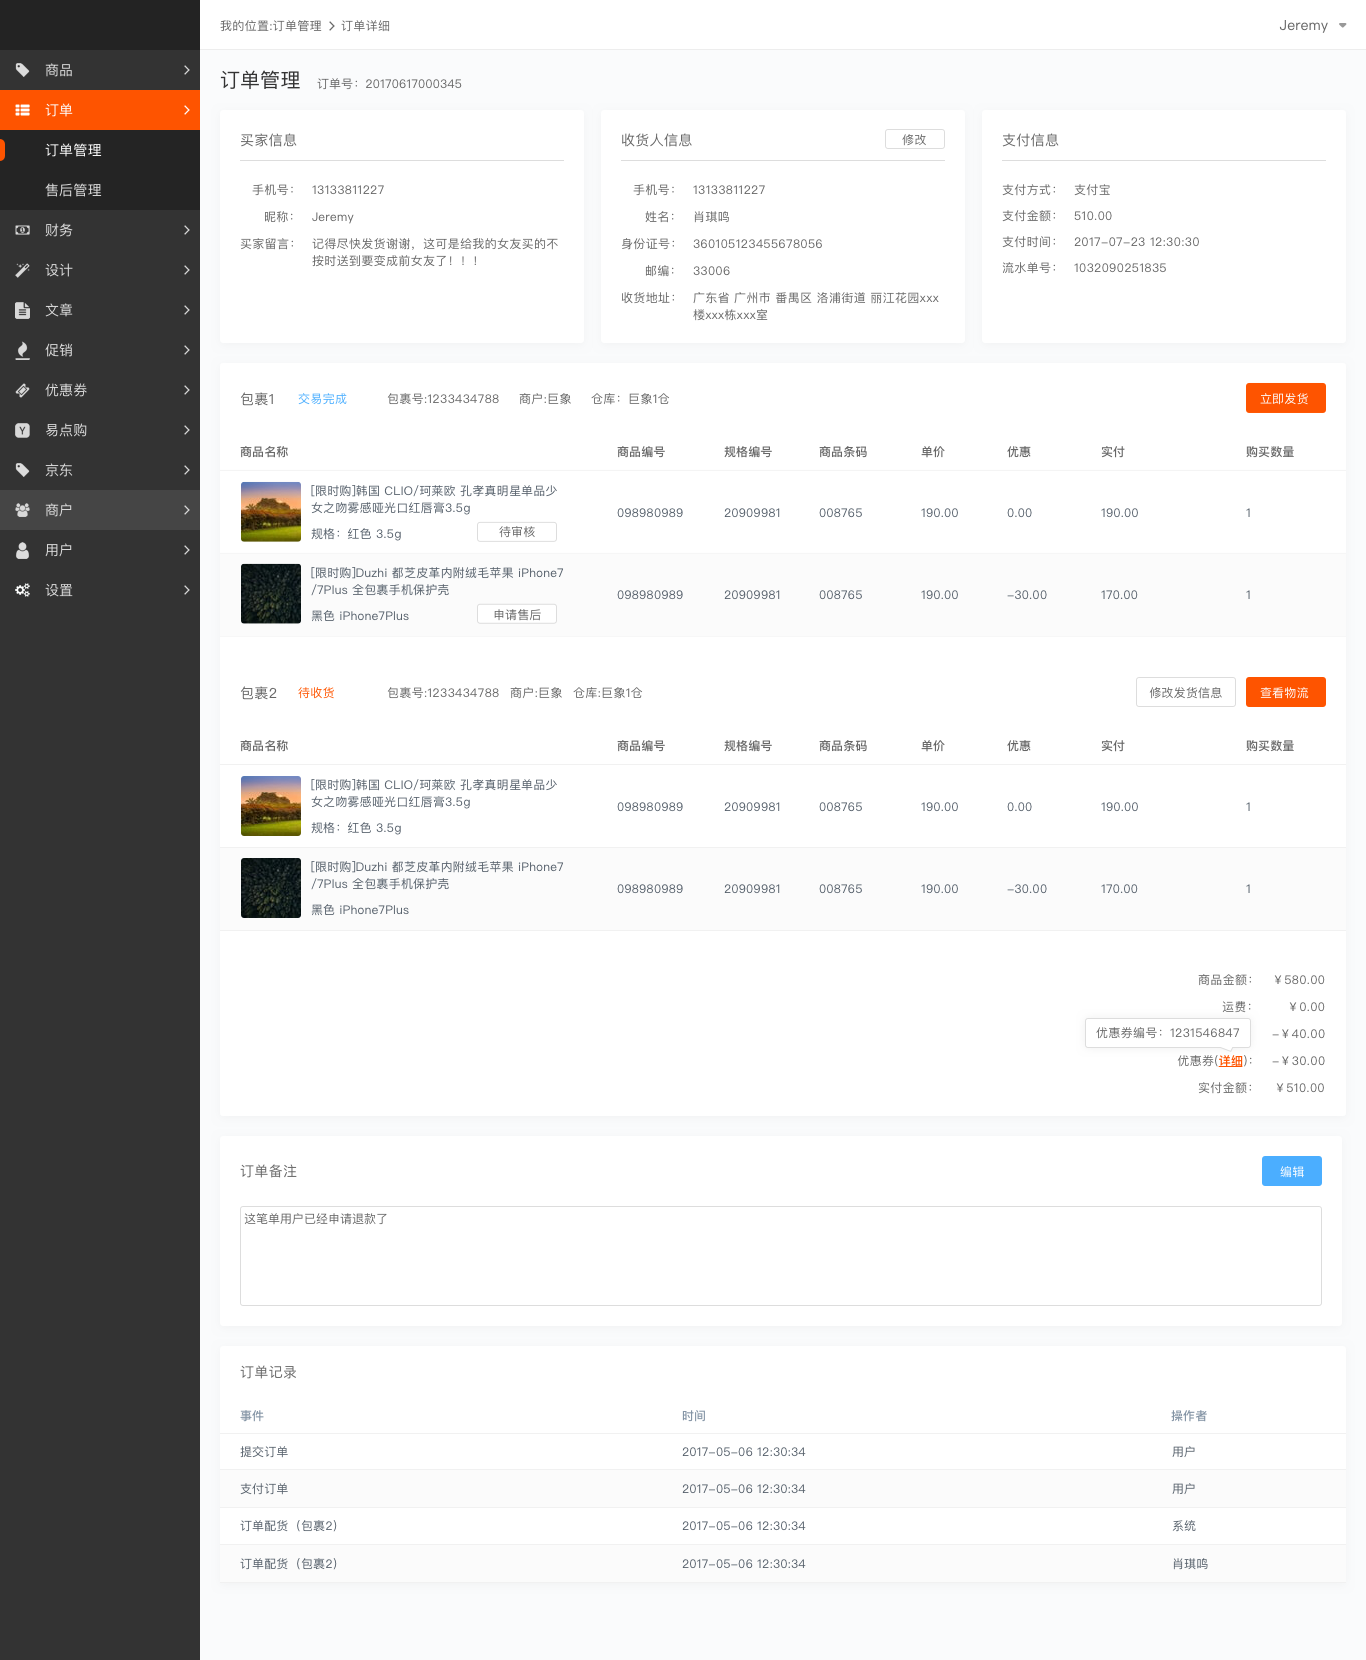 我的位置:订单管理 > 订单详细
Jeremy
商品
订单
订单管理
售后管理
财务
设计
文章
促销
优惠券
易点购
京东
商户
用户
设置
订单管理 订单号：20170617000345
买家信息
手机号： 13133811227
昵称： Jeremy
买家留言： 记得尽快发货谢谢，这可是给我的女友买的不
按时送到要变成前女友了！！！
收货人信息 修改
手机号： 13133811227
姓名： 肖琪鸣
身份证号： 360105123455678056
邮编： 33006
收货地址： 广东省 广州市 番禺区 洛浦街道 丽江花园xxx
楼xxx栋xxx室
支付信息
支付方式： 支付宝
支付金额： 510.00
支付时间： 2017-07-23 12:30:30
流水单号： 1032090251835
包裹1 交易完成 包裹号:1233434788 商户:巨象 仓库：巨象1仓 立即发货
商品名称 商品编号 规格编号 商品条码 单价 优惠 实付 购买数量
[限时购]韩国 CLIO/珂莱欧 孔孝真明星单品少
女之吻雾感哑光口红唇膏3.5g
规格：红色 3.5g 待审核
098980989 20909981 008765 190.00 0.00 190.00 1
[限时购]Duzhi 都芝皮革内附绒毛苹果 iPhone7
/7Plus 全包裹手机保护壳
黑色 iPhone7Plus 申请售后
098980989 20909981 008765 190.00 -30.00 170.00 1
包裹2 待收货 包裹号:1233434788 商户:巨象 仓库:巨象1仓 修改发货信息 查看物流
商品名称 商品编号 规格编号 商品条码 单价 优惠 实付 购买数量
[限时购]韩国 CLIO/珂莱欧 孔孝真明星单品少
女之吻雾感哑光口红唇膏3.5g
规格：红色 3.5g
098980989 20909981 008765 190.00 0.00 190.00 1
[限时购]Duzhi 都芝皮革内附绒毛苹果 iPhone7
/7Plus 全包裹手机保护壳
黑色 iPhone7Plus
098980989 20909981 008765 190.00 -30.00 170.00 1
商品金额： ¥580.00
运费： ¥0.00
优惠券编号：1231546847 -¥40.00
优惠券(详细)： -¥30.00
实付金额： ¥510.00
订单备注 编辑
这笔单用户已经申请退款了
订单记录
事件 时间 操作者
提交订单 2017-05-06 12:30:34 用户
支付订单 2017-05-06 12:30:34 用户
订单配货（包裹2） 2017-05-06 12:30:34 系统
订单配货（包裹2） 2017-05-06 12:30:34 肖琪鸣